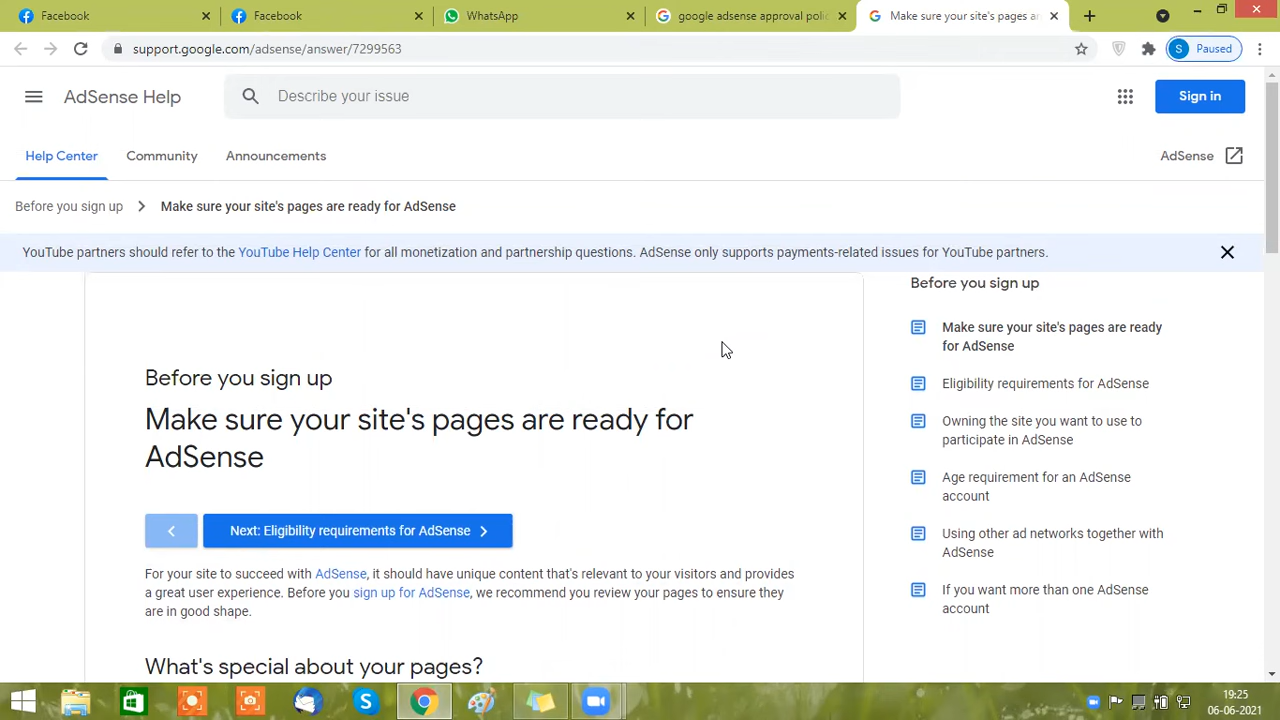 Facebook
Facebook
WhatsApp
google adsense approval poli
Make sure your site's pages ar
support.google.com/adsense/answer/7299563
S Paused
AdSense Help
Describe your issue
Sign in
Help Center
Community
Announcements
AdSense
Before you sign up
Make sure your site's pages are ready for AdSense
YouTube partners should refer to the YouTube Help Center for all monetization and partnership questions. AdSense only supports payments-related issues for YouTube partners.
Before you sign up
Make sure your site's pages are ready for
AdSense
Next: Eligibility requirements for AdSense
For your site to succeed with AdSense, it should have unique content that's relevant to your visitors and provides
a great user experience. Before you sign up for AdSense, we recommend you review your pages to ensure they
are in good shape.
What's special about your pages?
Before you sign up
Make sure your site's pages are ready
for AdSense
Eligibility requirements for AdSense
Owning the site you want to use to
participate in AdSense
Age requirement for an AdSense
account
Using other ad networks together with
AdSense
If you want more than one AdSense
account
19:25
06-06-2021